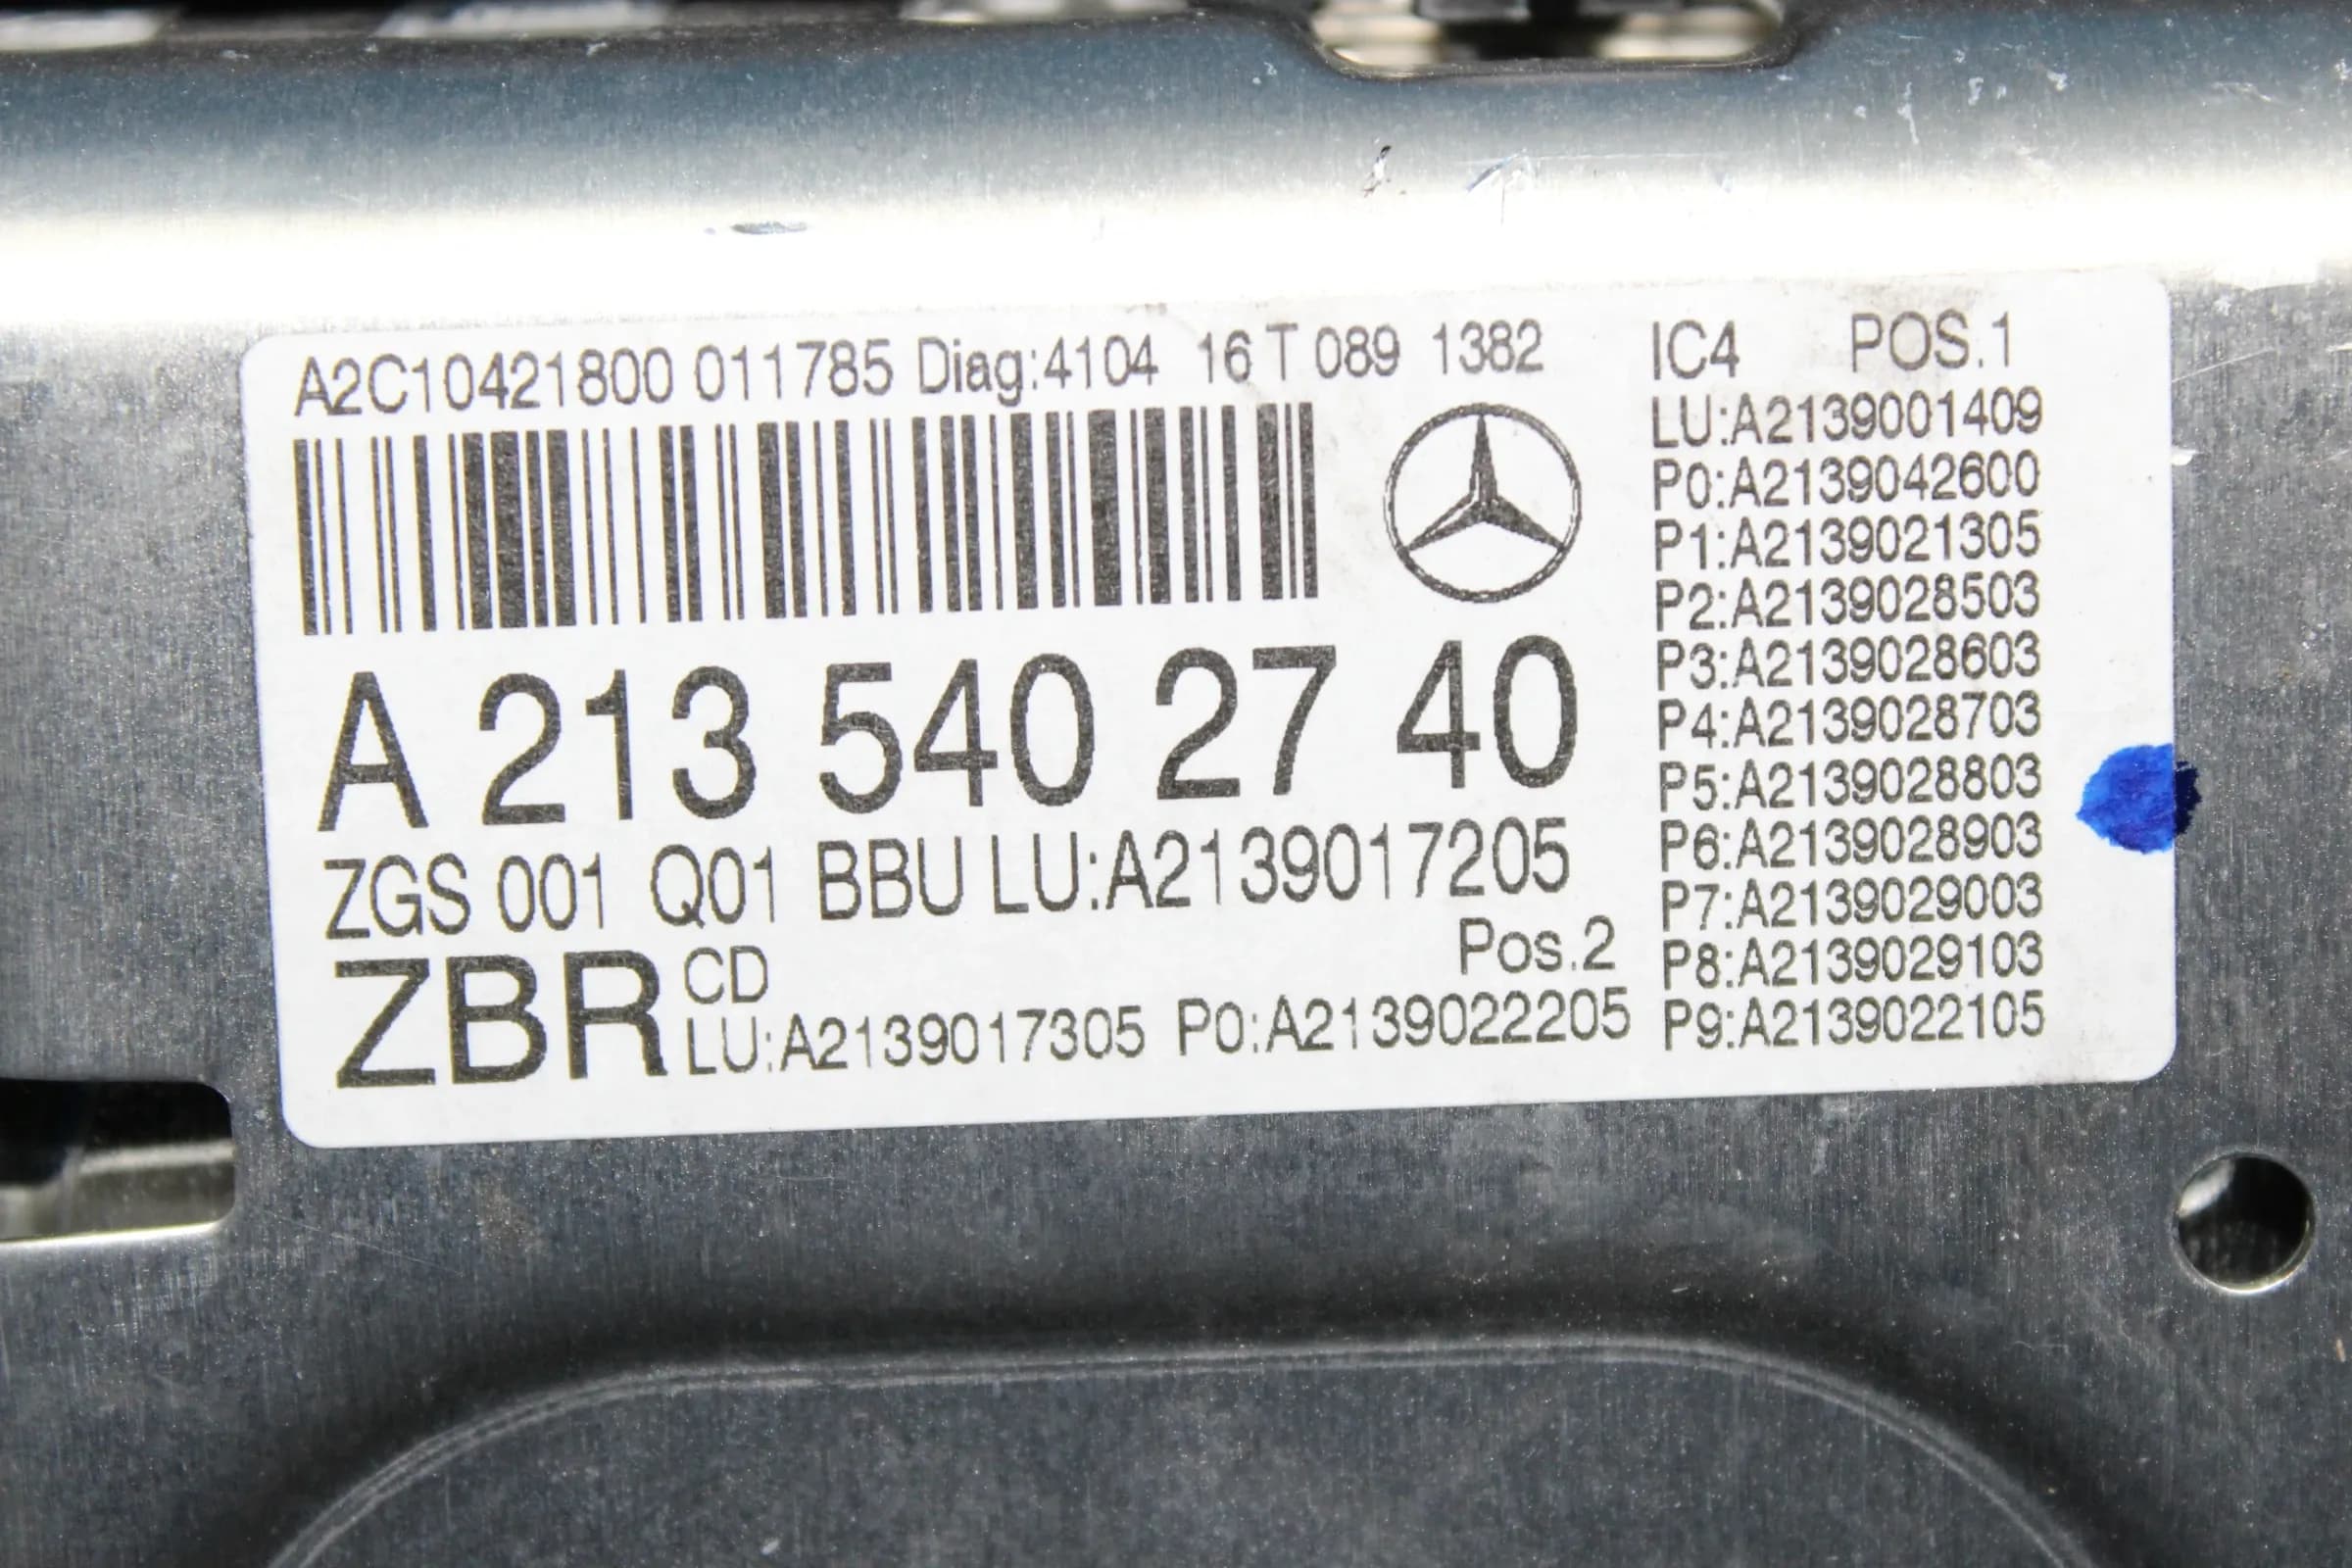 A2C10421800 011785 Diag:4104 16 T 089 1382
A 213 540 27 40
ZGS 001 Q01 BBU LU:A2139017205
Pos.2
ZBR CD
LU:A2139017305 P0:A2139022205
IC4 POS.1
LU:A2139001409
P0:A2139042600
P1:A2139021305
P2:A2139028503
P3:A2139028603
P4:A2139028703
P5:A2139028803
P6:A2139028903
P7:A2139029003
P8:A2139029103
P9:A2139022105